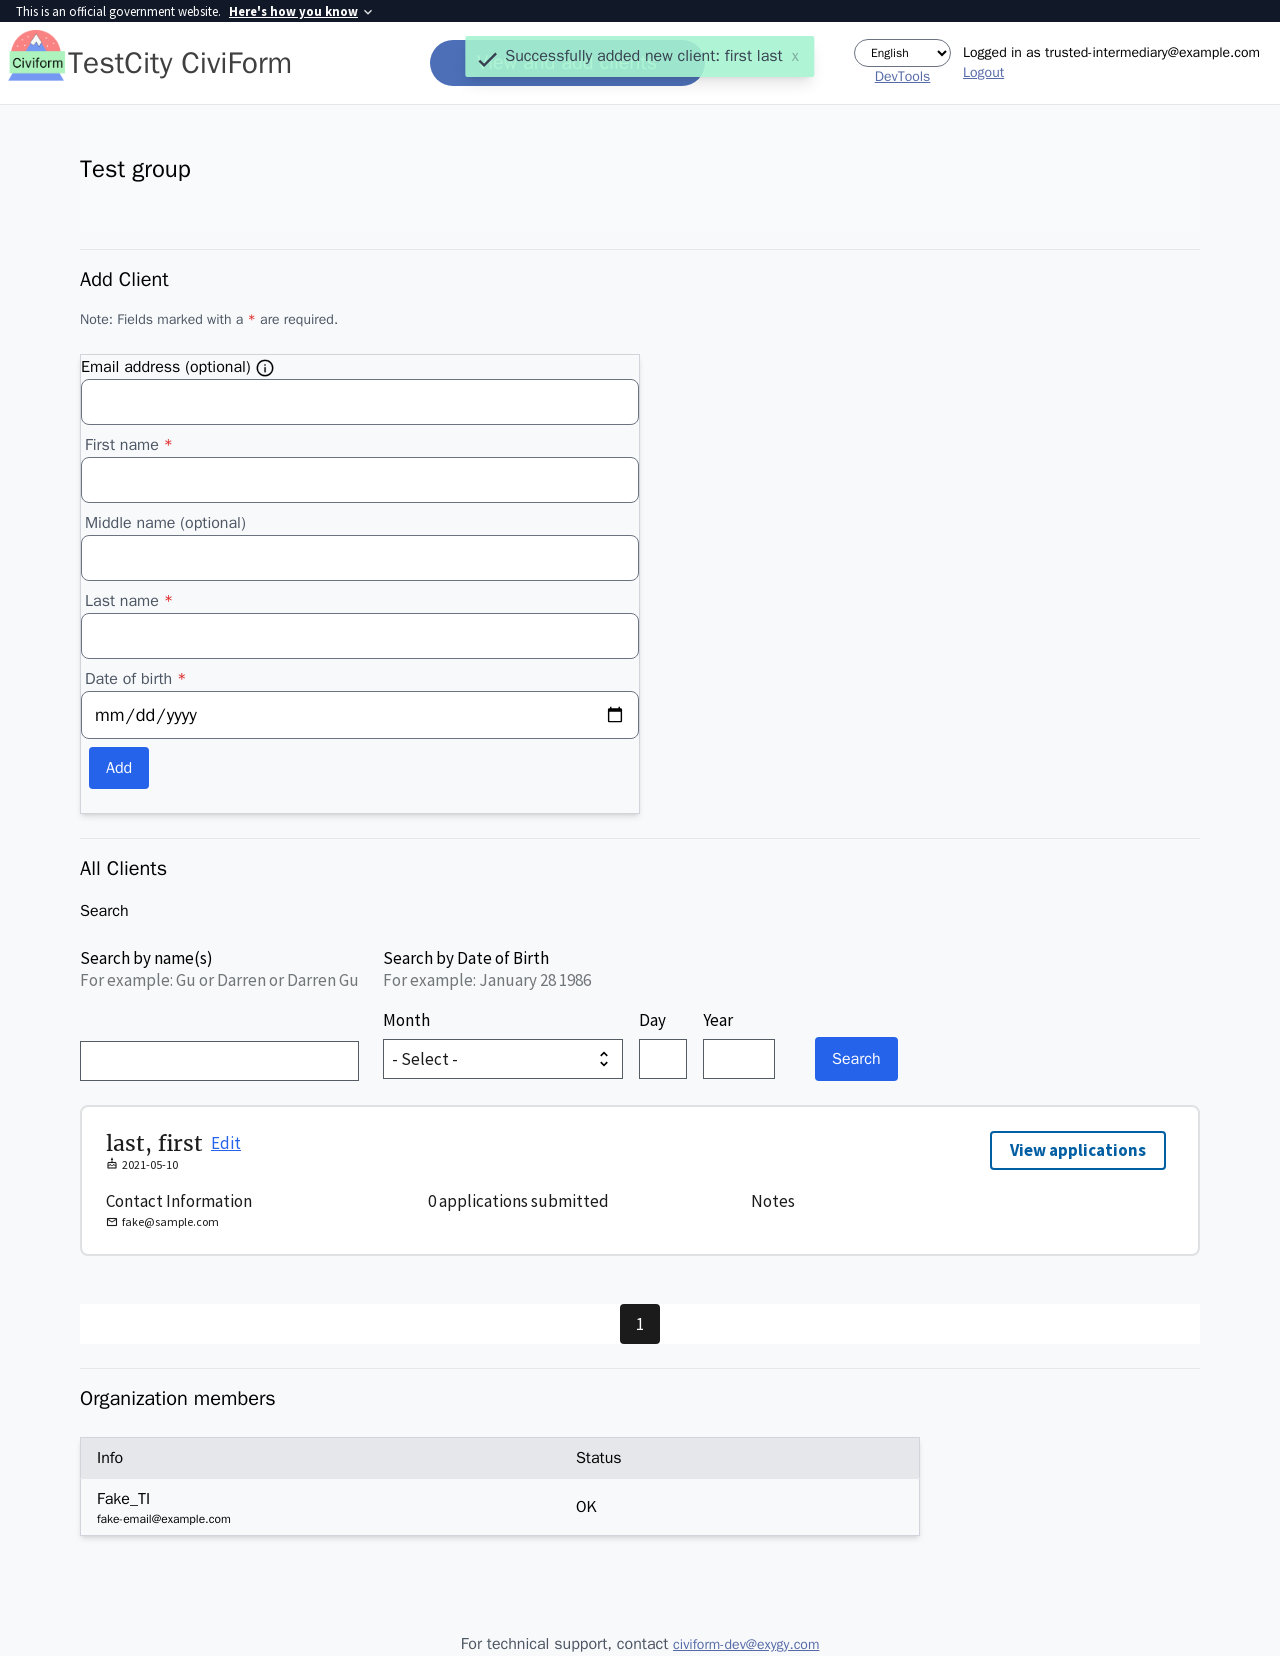 This is an official government website. Here's how you know
Civiform
TestCity CiviForm
Successfully added new client: first last x
English
DevTools
Logged in as trusted-intermediary@example.com
Logout
Test group
Add Client
Note: Fields marked with a * are required.
Email address (optional)
First name *
Middle name (optional)
Last name *
Date of birth *
mm/dd/yyyy
Add
All Clients
Search
Search by name(s)
For example: Gu or Darren or Darren Gu
Search by Date of Birth
For example: January 28 1986
Month Day Year
- Select -
Search
last, first Edit
View applications
2021-05-10
Contact Information
0 applications submitted
Notes
fake@sample.com
1
Organization members
Info Status
Fake_TI
fake-email@example.com
OK
For technical support, contact civiform-dev@exygy.com